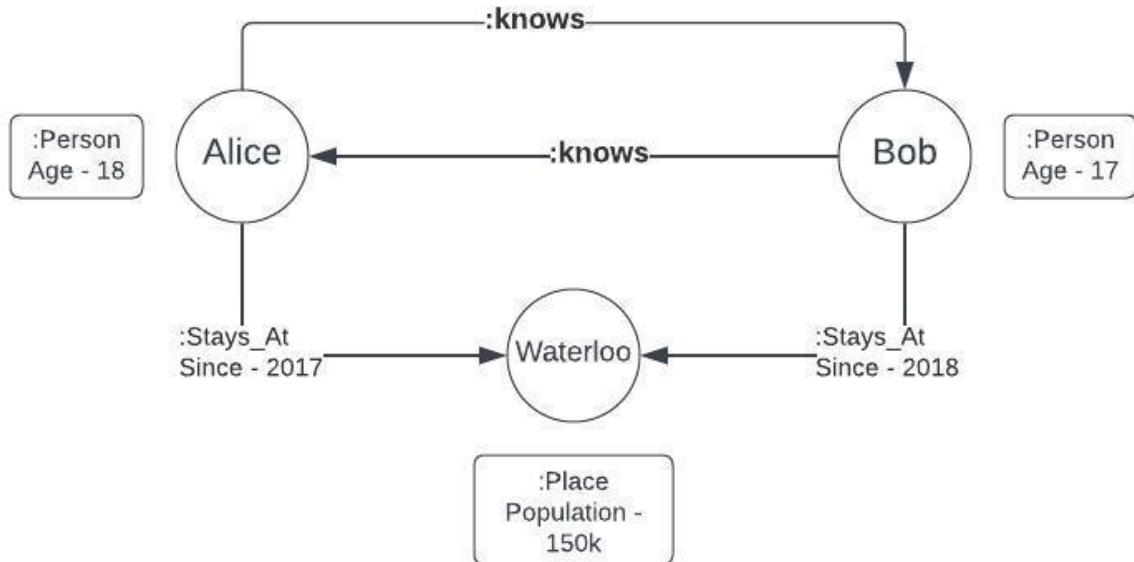 :knows
:Person
Age - 18
Alice
:knows
Bob
:Person
Age - 17
:Stays_At
Since - 2017
Waterloo
:Stays_At
Since - 2018
:Place
Population -
150k